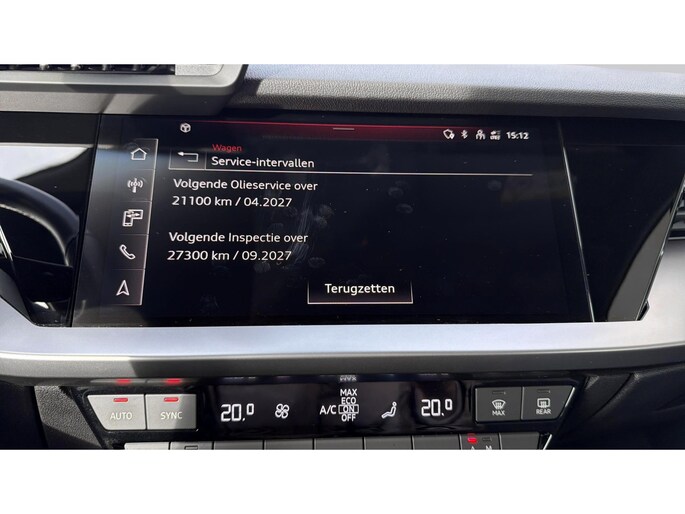 15:12
Wagen
Service-intervallen
Volgende Olieservice over
21100 km / 04.2027
Volgende Inspectie over
27300 km / 09.2027
Terugzetten
AUTO
SYNC
20.0
A/C
MAX
ECO
ON
OFF
20.0
MAX
REAR
A M